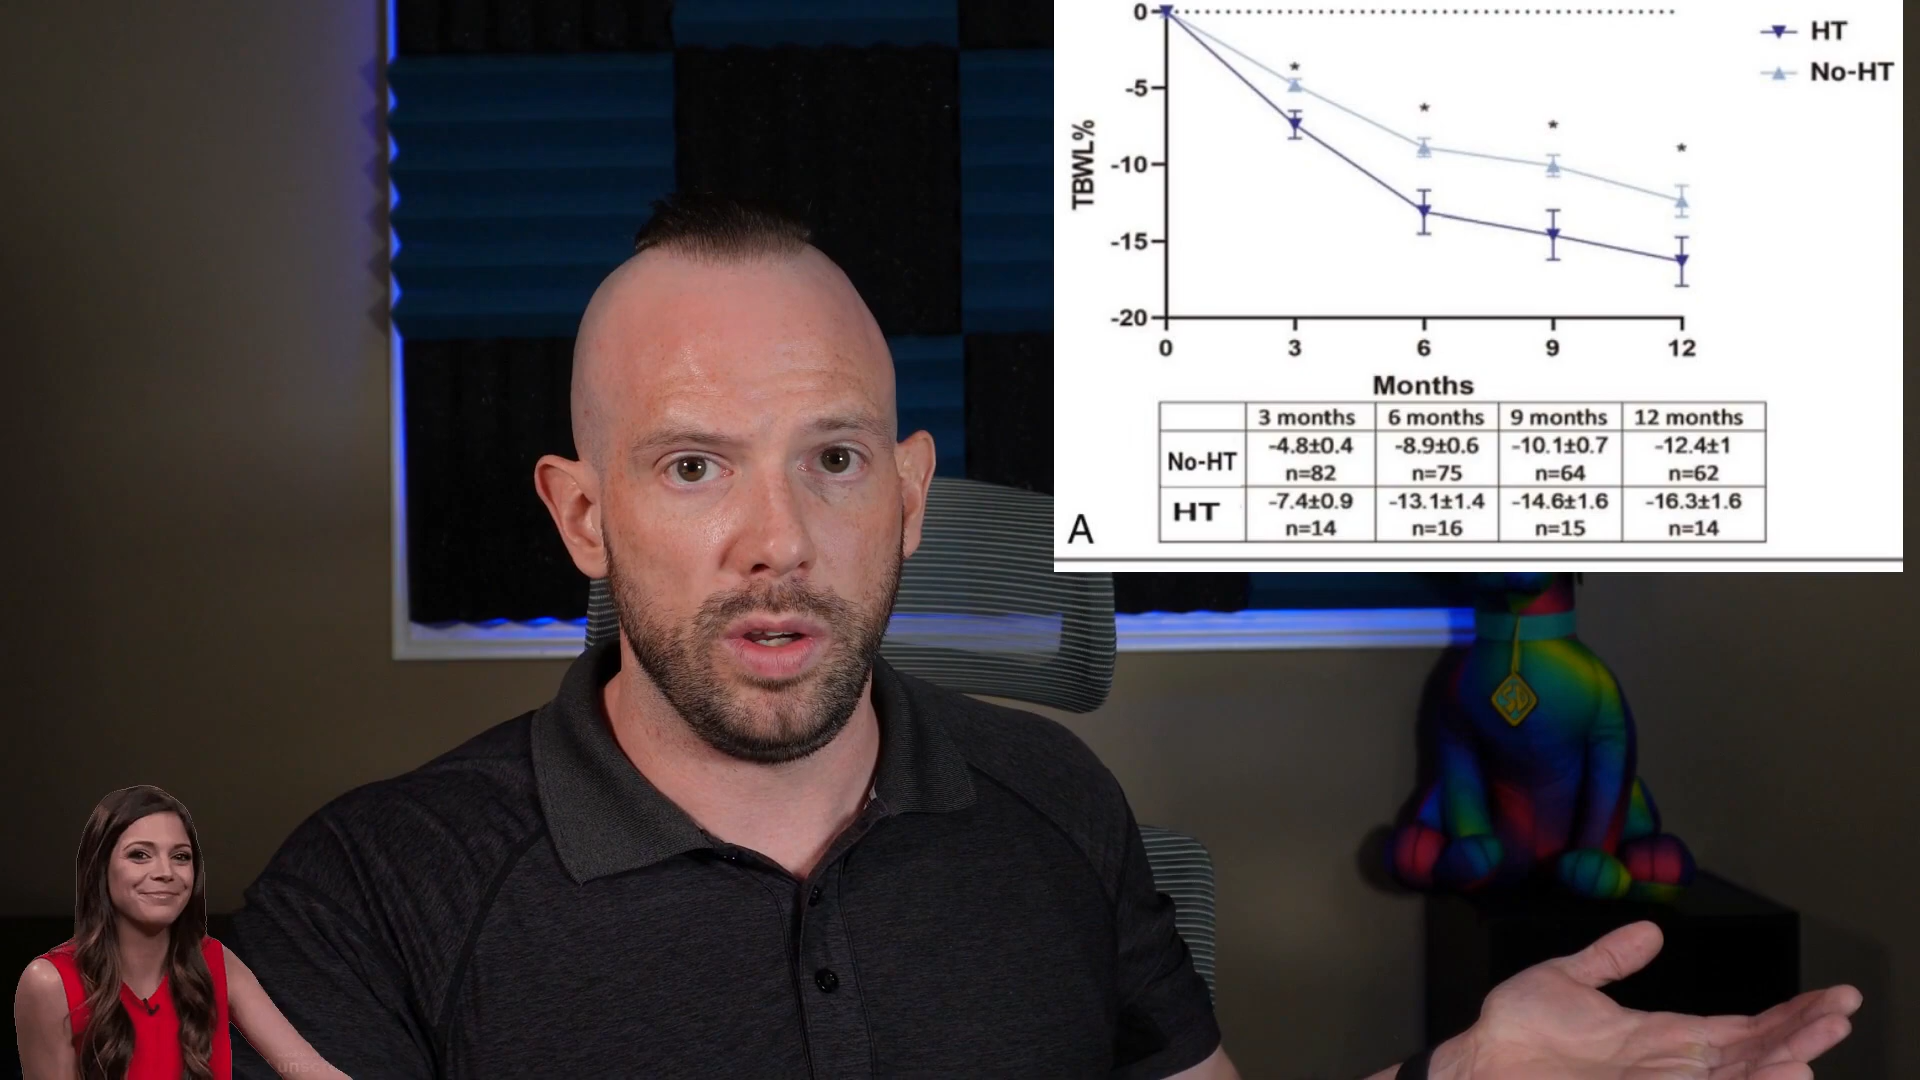 0
HT
No-HT
*
-5
*
*
*
-10
-15
-20
TBWL%
0 3 6 9 12
Months
3 months 6 months 9 months 12 months
No-HT -4.8±0.4 -8.9±0.6 -10.1±0.7 -12.4±1
n=82 n=75 n=64 n=62
HT -7.4±0.9 -13.1±1.4 -14.6±1.6 -16.3±1.6
n=14 n=16 n=15 n=14
A
SD